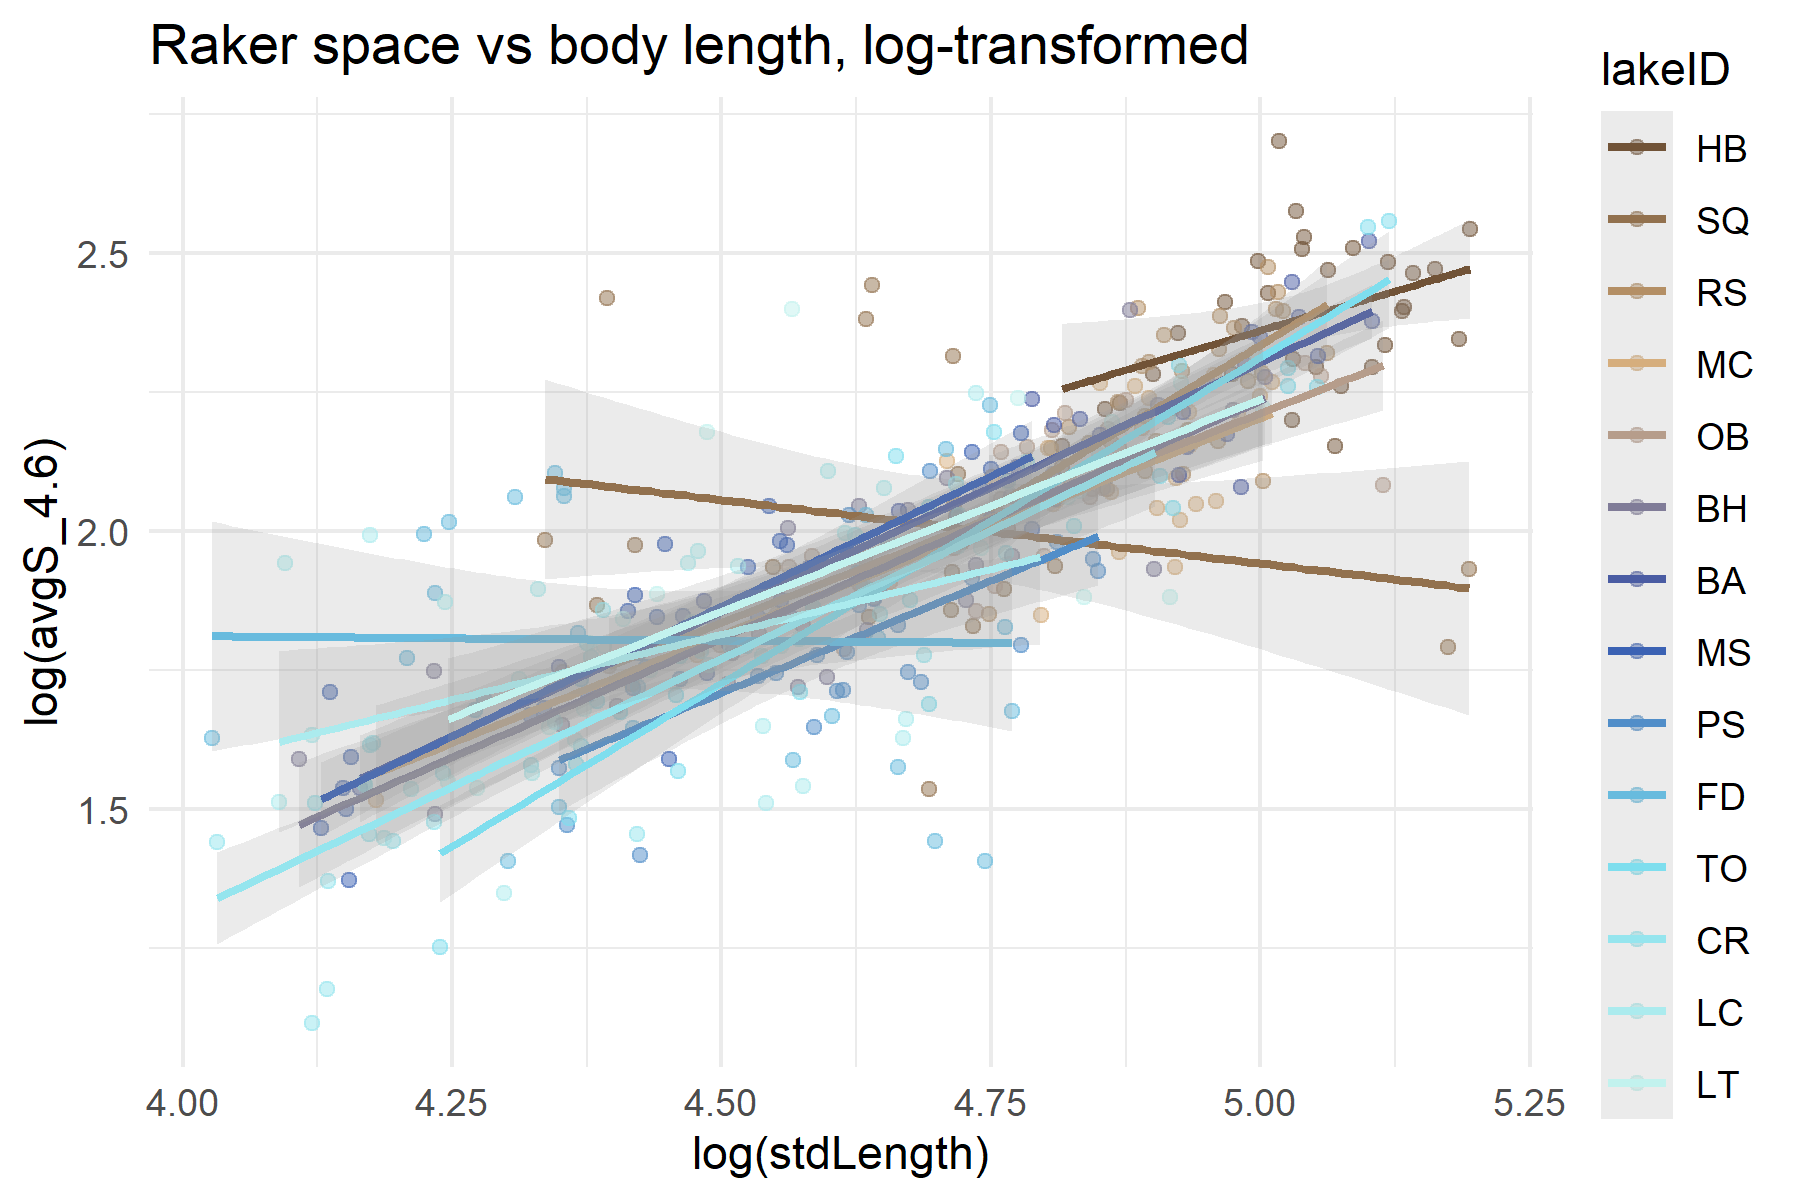 Raker space vs body length, log-transformed
lakeID
HB
SQ
RS
MC
OB
BH
BA
MS
PS
FD
TO
CR
LC
LT
log(avgS_4.6)
2.5
2.0
1.5
4.00 4.25 4.50 4.75 5.00 5.25
log(stdLength)